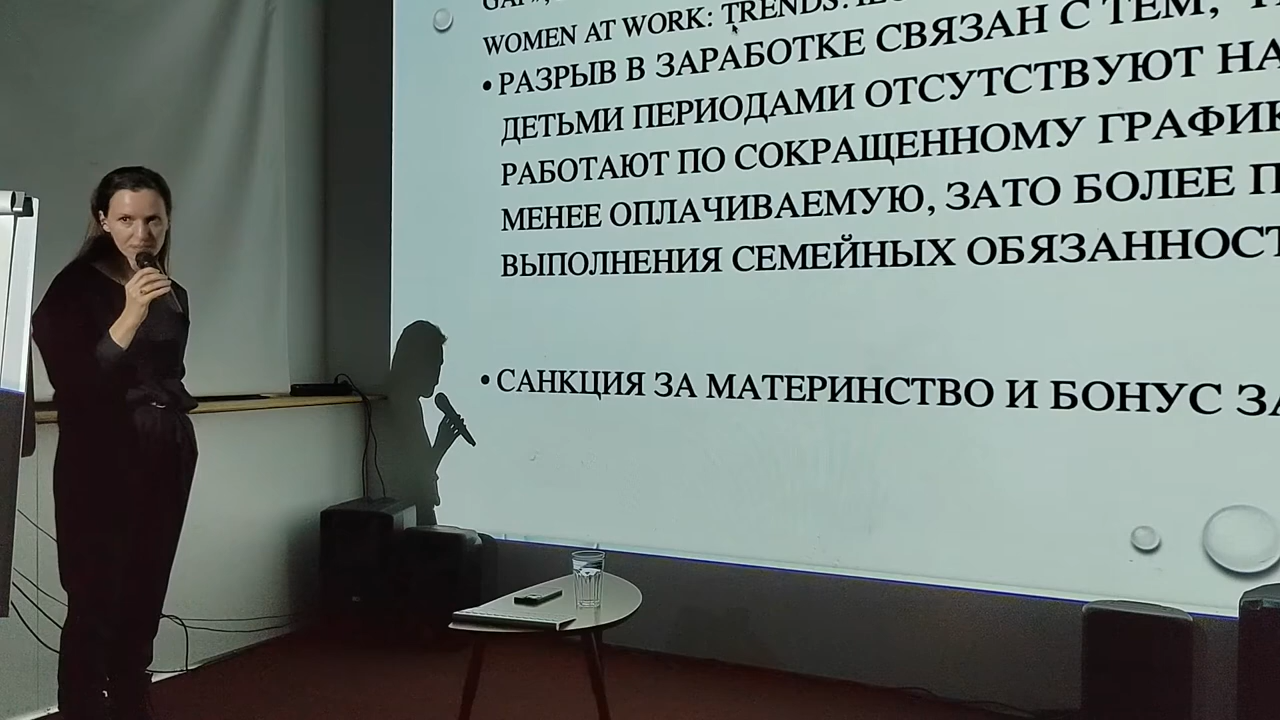 WOMEN AT WORK: TRENDS.
• РАЗРЫВ В ЗАРАБОТКЕ СВЯЗАН С ТЕМ,
ДЕТЬМИ ПЕРИОДАМИ ОТСУТСТВУЮТ НА
РАБОТАЮТ ПО СОКРАЩЕННОМУ ГРАФИК
МЕНЕЕ ОПЛАЧИВАЕМУЮ, ЗАТО БОЛЕЕ П
ВЫПОЛНЕНИЯ СЕМЕЙНЫХ ОБЯЗАННОСТ
• САНКЦИЯ ЗА МАТЕРИНСТВО И БОНУС ЗА